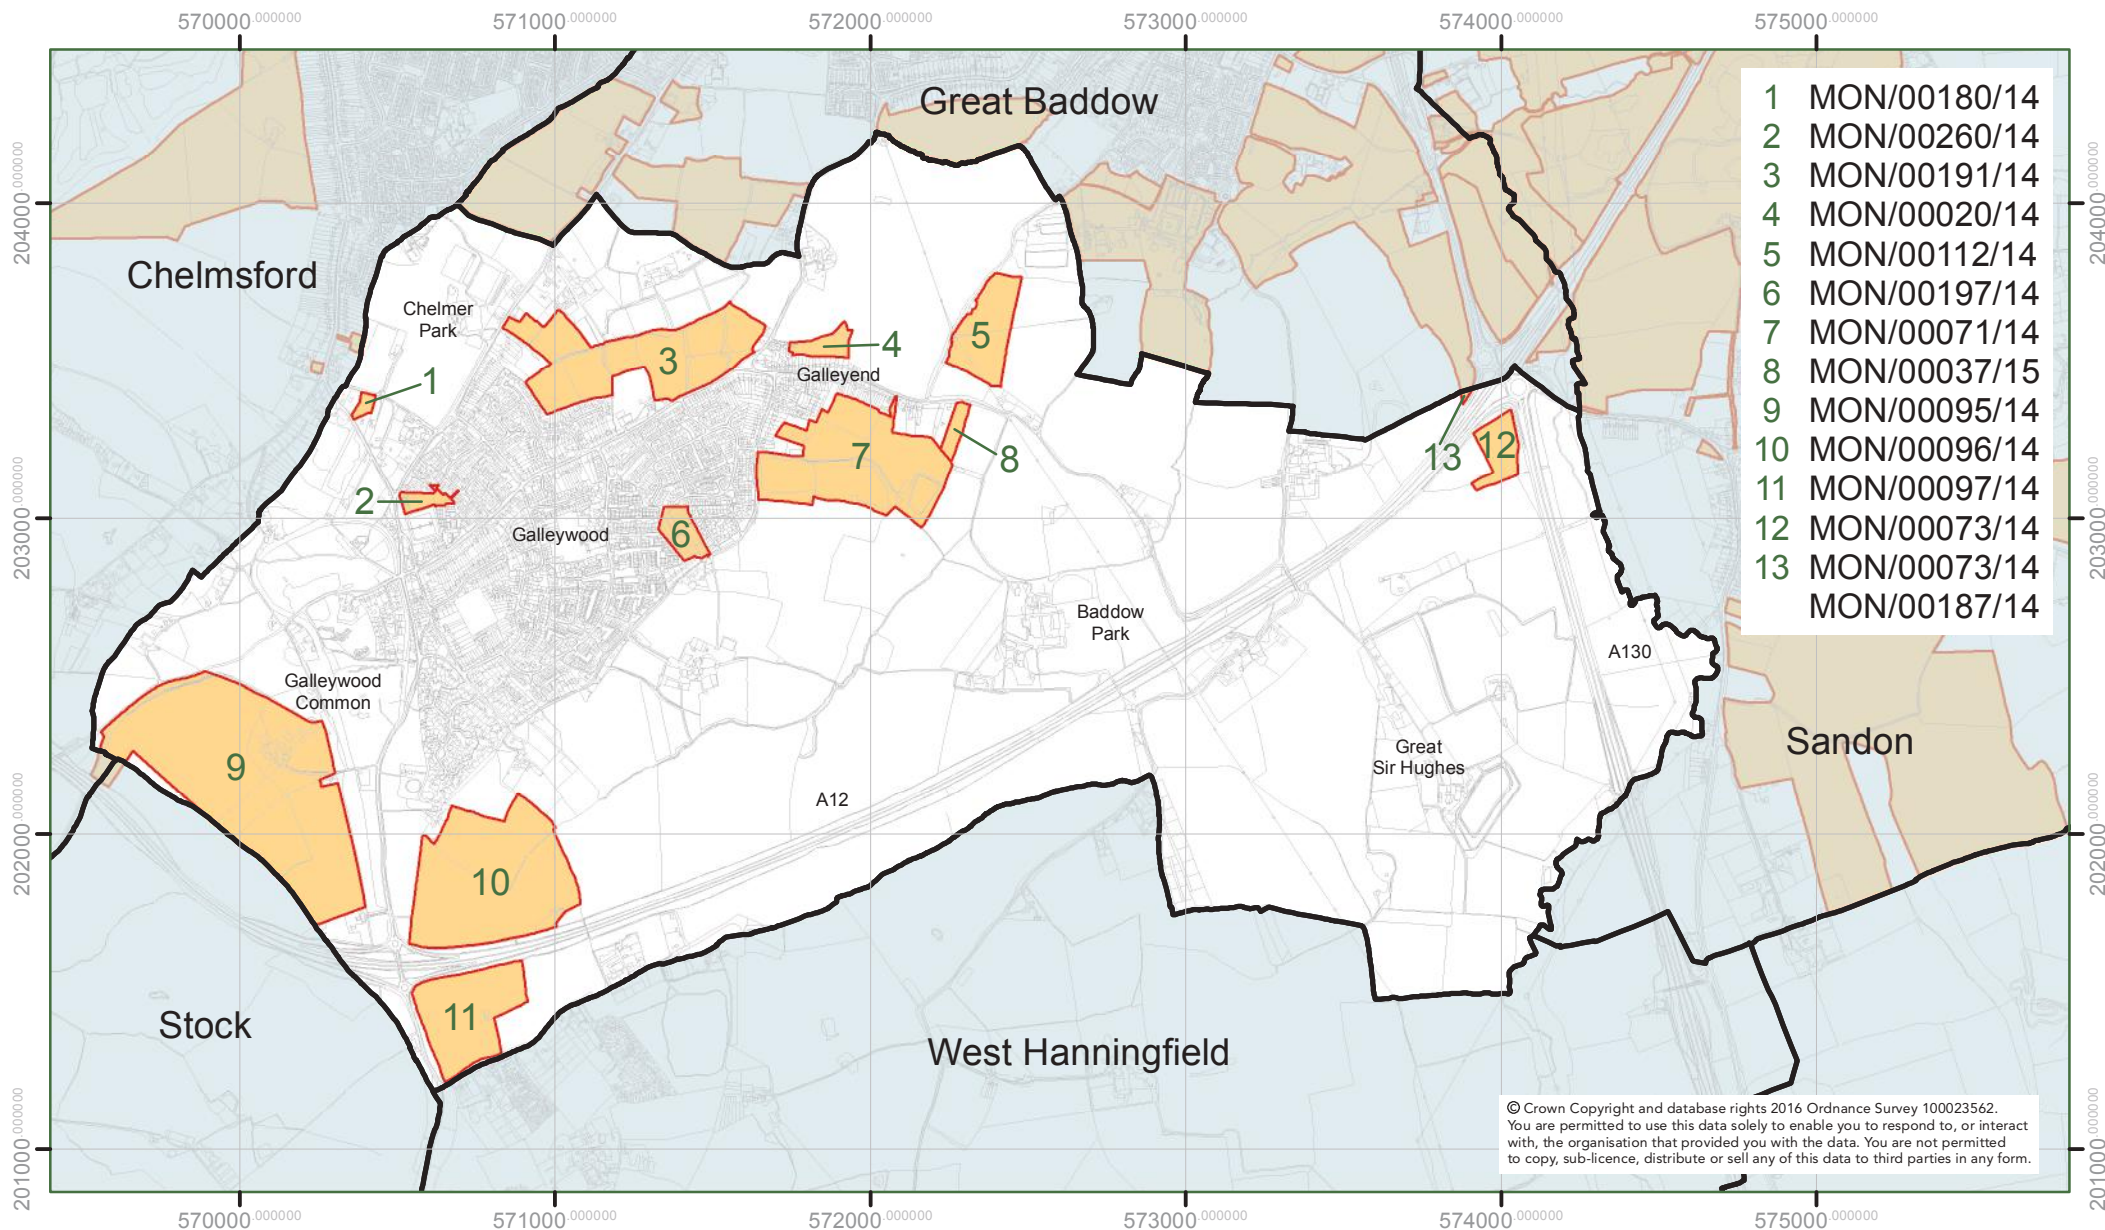 570000.000000 571000.000000 572000.000000 573000.000000 574000.000000 575000.000000
Great Baddow
1 MON/00180/14
2 MON/00260/14
3 MON/00191/14
4 MON/00020/14
5 MON/00112/14
6 MON/00197/14
7 MON/00071/14
8 MON/00037/15
9 MON/00095/14
10 MON/00096/14
11 MON/00097/14
12 MON/00073/14
13 MON/00073/14
MON/00187/14
204000.000000
204000.000000
Chelmsford
Chelmer
Park
1
2
3
4
5
Galleyend
6
7
8
13
12
203000.000000
203000.000000
Galleywood
Baddow
Park
A130
Galleywood
Common
Sandon
Great
Sir Hughes
9
A12
202000.000000
202000.000000
10
11
Stock
West Hanningfield
© Crown Copyright and database rights 2016 Ordnance Survey 100023562.
You are permitted to use this data solely to enable you to respond to, or interact
with, the organisation that provided you with the data. You are not permitted
to copy, sub-licence, distribute or sell any of this data to third parties in any form.
201000.000000
201000.000000
570000.000000 571000.000000 572000.000000 573000.000000 574000.000000 575000.000000